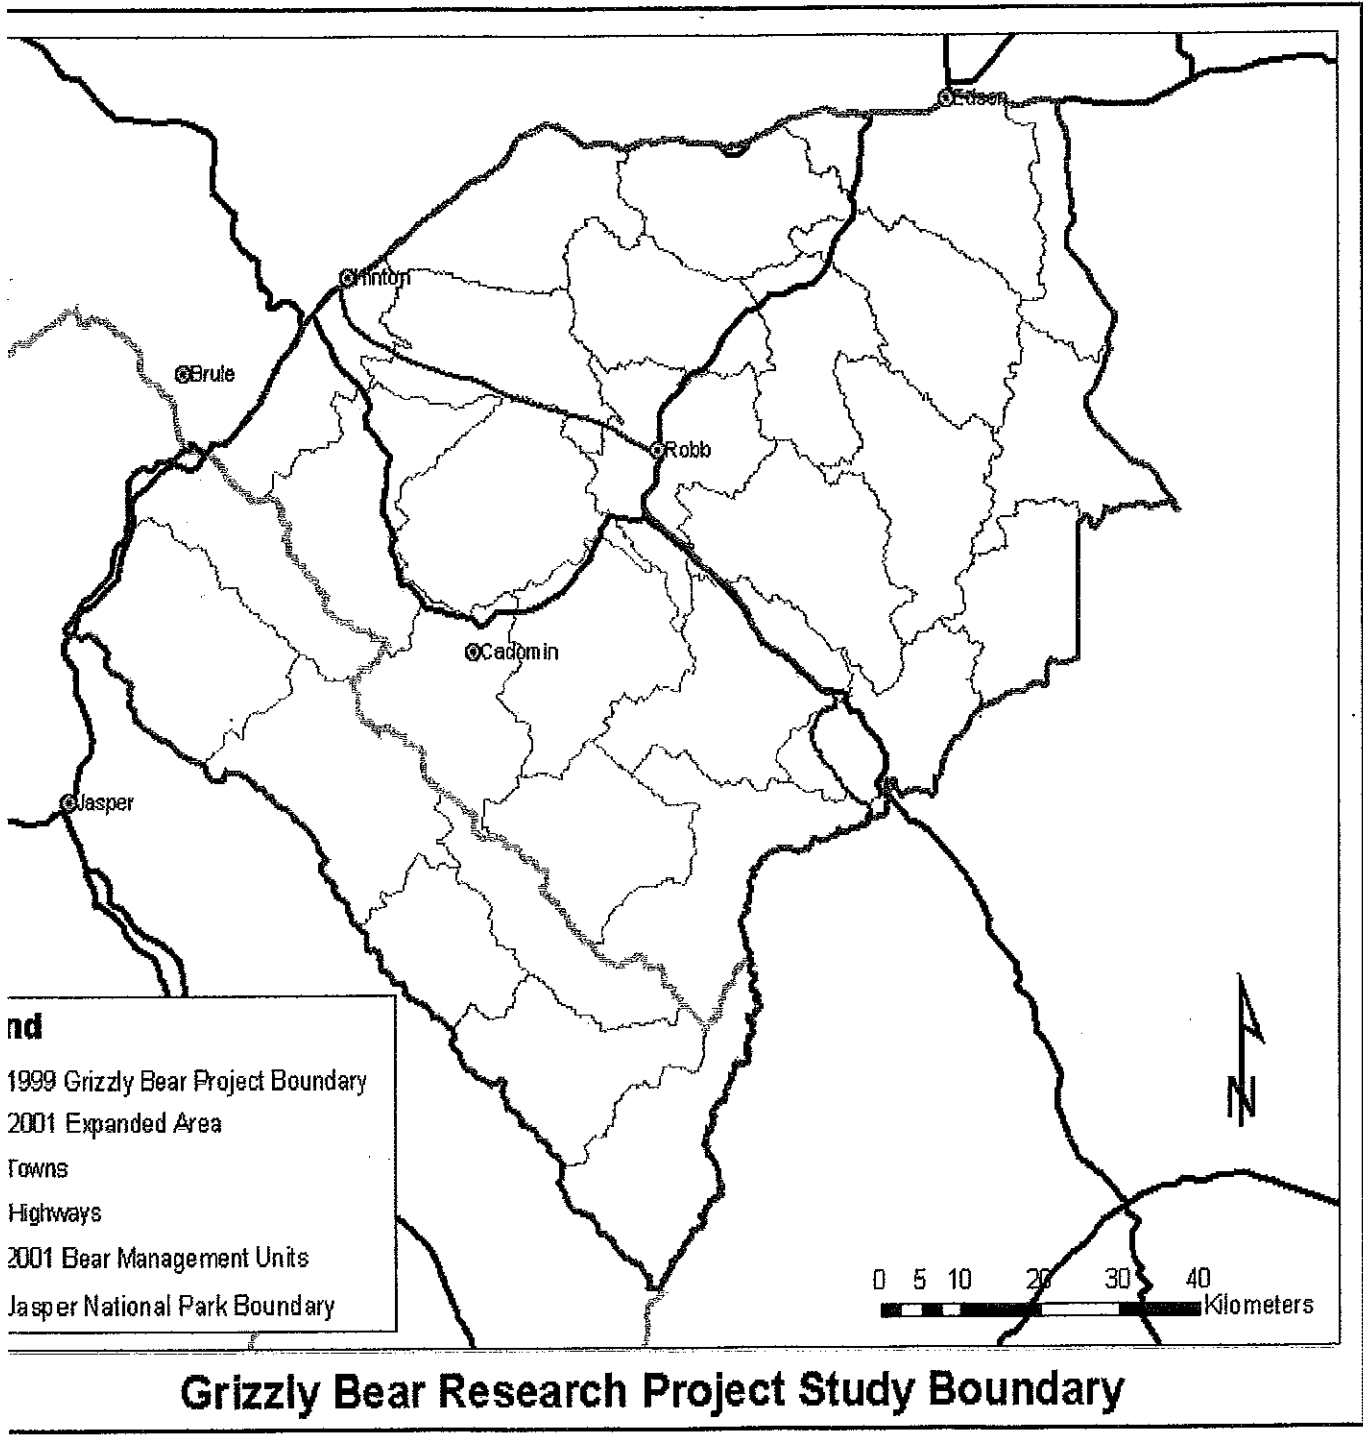 Edson
Hinton
Brule
Robb
Cadomin
Jasper
nd
1999 Grizzly Bear Project Boundary
2001 Expanded Area
Towns
Highways
2001 Bear Management Units
Jasper National Park Boundary
N
0 5 10 20 30 40
Kilometers
Grizzly Bear Research Project Study Boundary